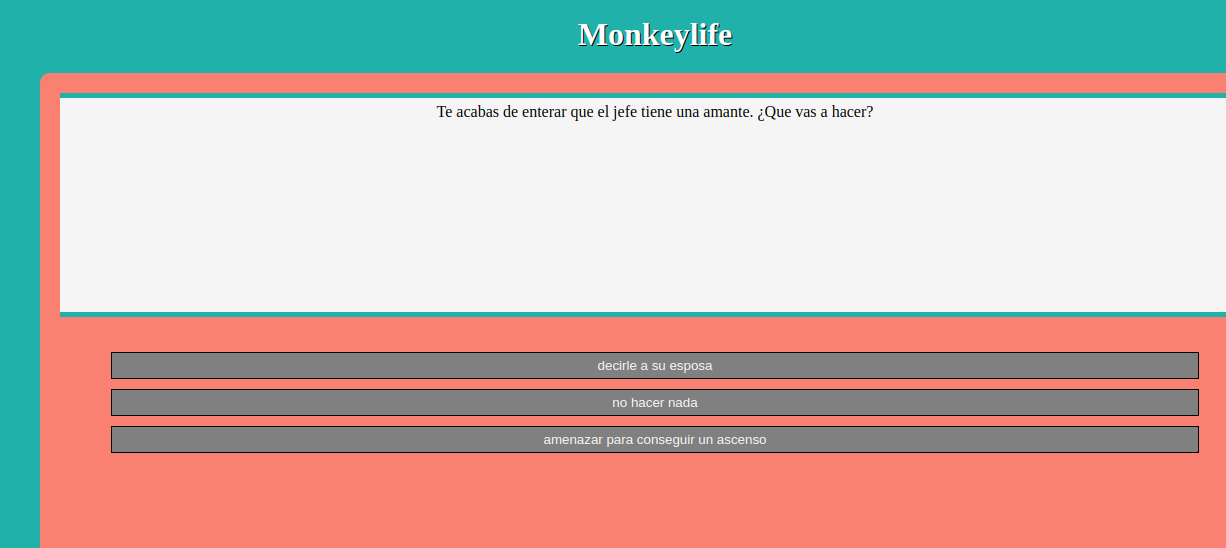 Monkeylife
Te acabas de enterar que el jefe tiene una amante. ¿Que vas a hacer?
decirle a su esposa
no hacer nada
amenazar para conseguir un ascenso